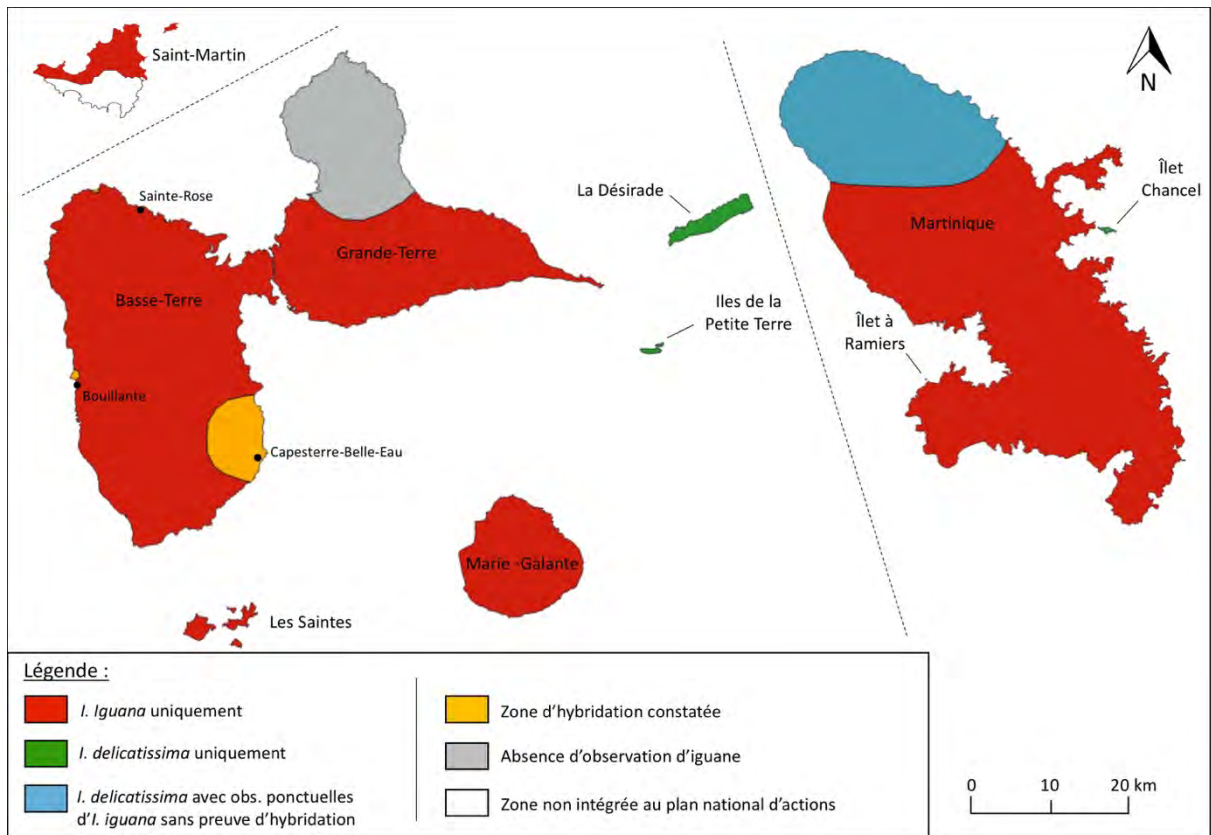 Saint-Martin
N
Sainte-Rose
La Désirade
Îlet
Chancel
Martinique
Grande-Terre
Basse-Terre
Iles de la
Petite Terre
Îlet à
Ramiers
Bouillante
Capesterre-Belle-Eau
Marie -Galante
Les Saintes
Légende :
I. Iguana uniquement
I. delicatissima uniquement
I. delicatissima avec obs. ponctuelles
d'I. iguana sans preuve d'hybridation
Zone d'hybridation constatée
Absence d'observation d'iguane
Zone non intégrée au plan national d'actions
0 10 20 km